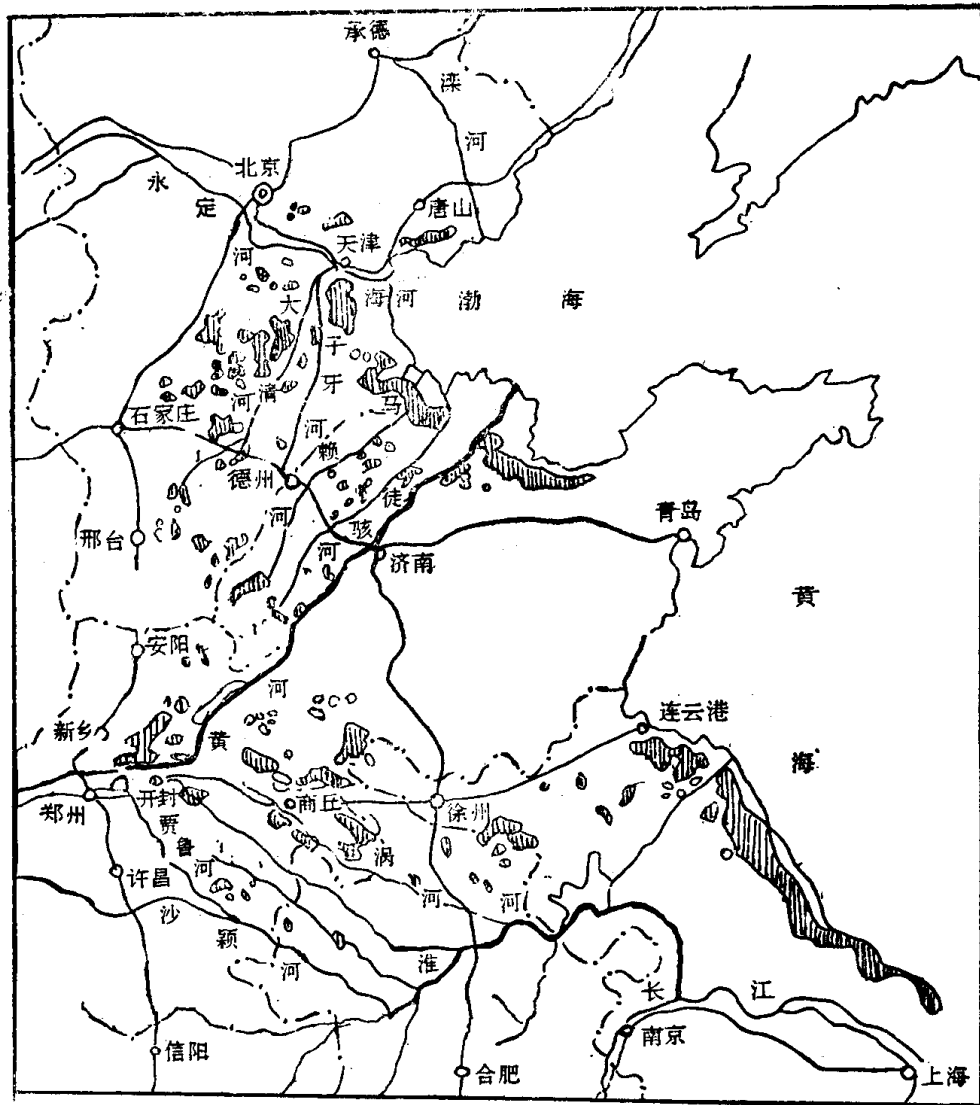 承德
滦
河
北京
永
定
河
唐山
天津
海河
渤海
大
清
河
子
牙
河
石家庄
马
颊
河
德州
徒
骇
河
邢台
济南
青岛
黄
海
安阳
新乡
黄
河
连云港
郑州
开封
商丘
徐州
贾
鲁
河
涡
河
许昌
沙
颍
河
淮
河
长江
信阳
南京
合肥
上海